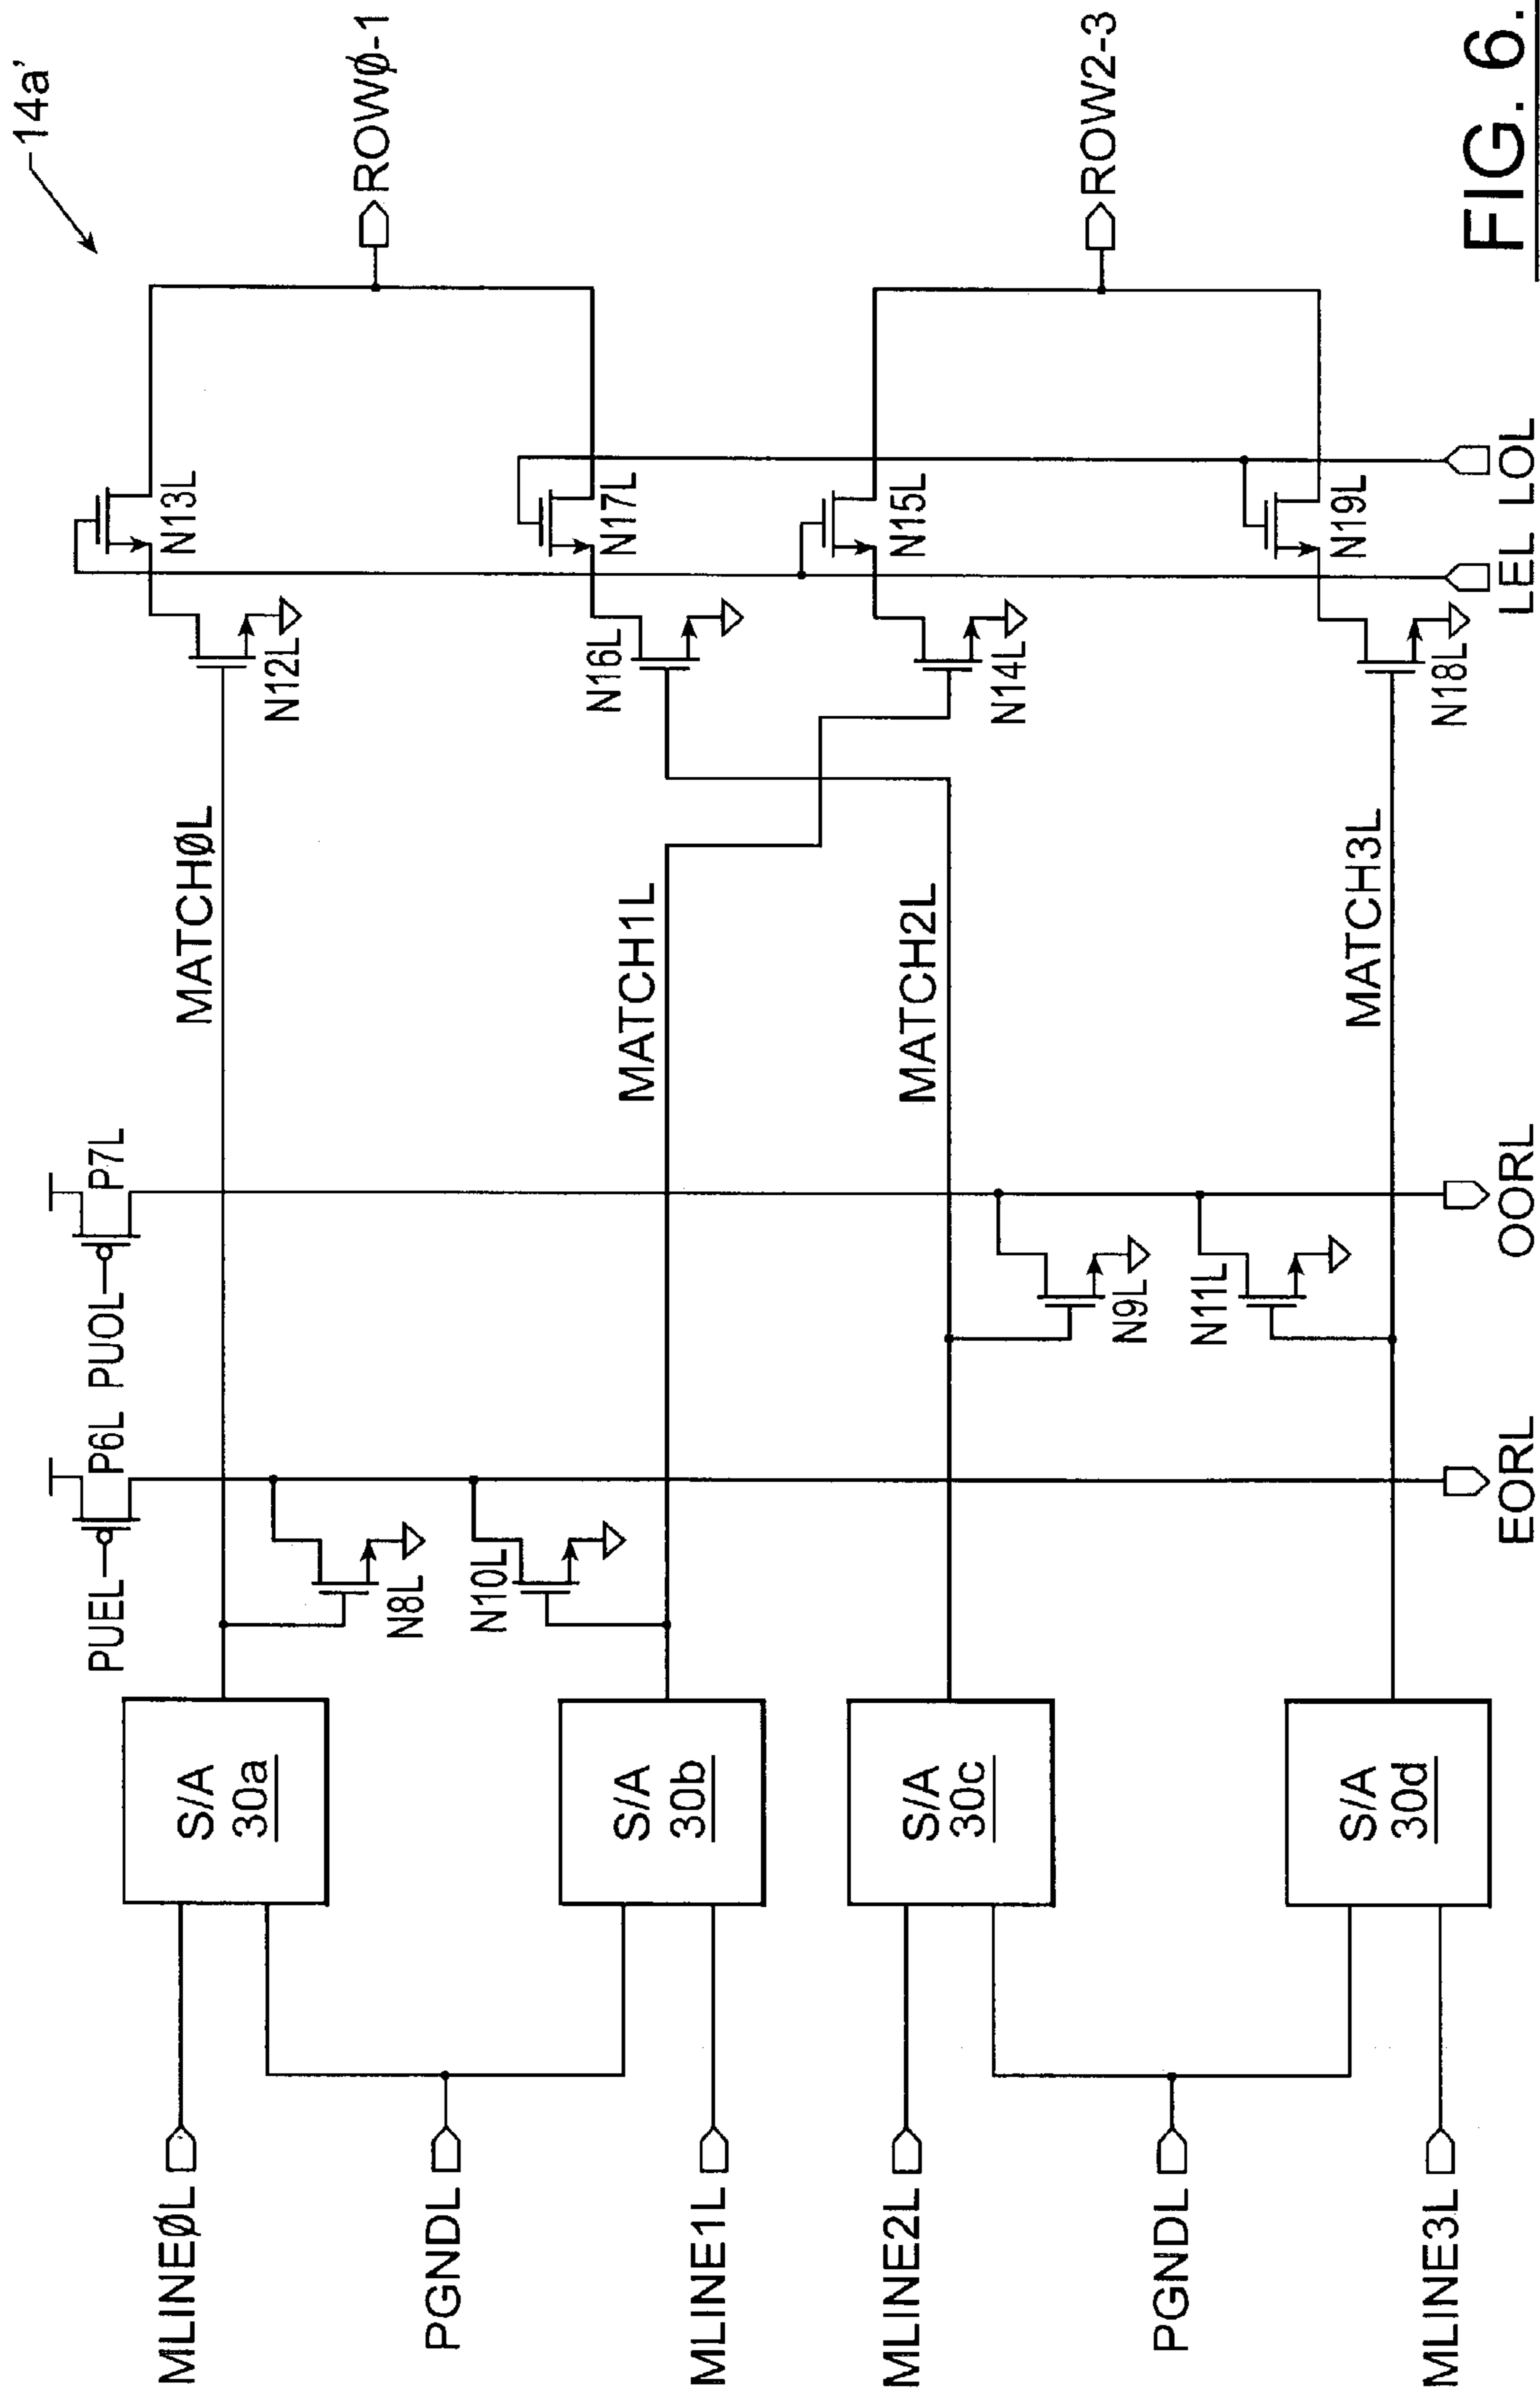 14a'
PUEL
P6L
PUOL
P7L
MLINEØL
S/A
30a
MATCHØL
N12L
N13L
ROWØ-1
N8L
PGNDL
N10L
MLINE1L
S/A
30b
MATCH1L
N16L
N17L
MLINE2L
S/A
30c
MATCH2L
N14L
N15L
ROW2-3
N9L
PGNDL
N11L
MLINE3L
S/A
30d
MATCH3L
N18L
N19L
EORL
OORL
LEL
LOL
FIG. 6.